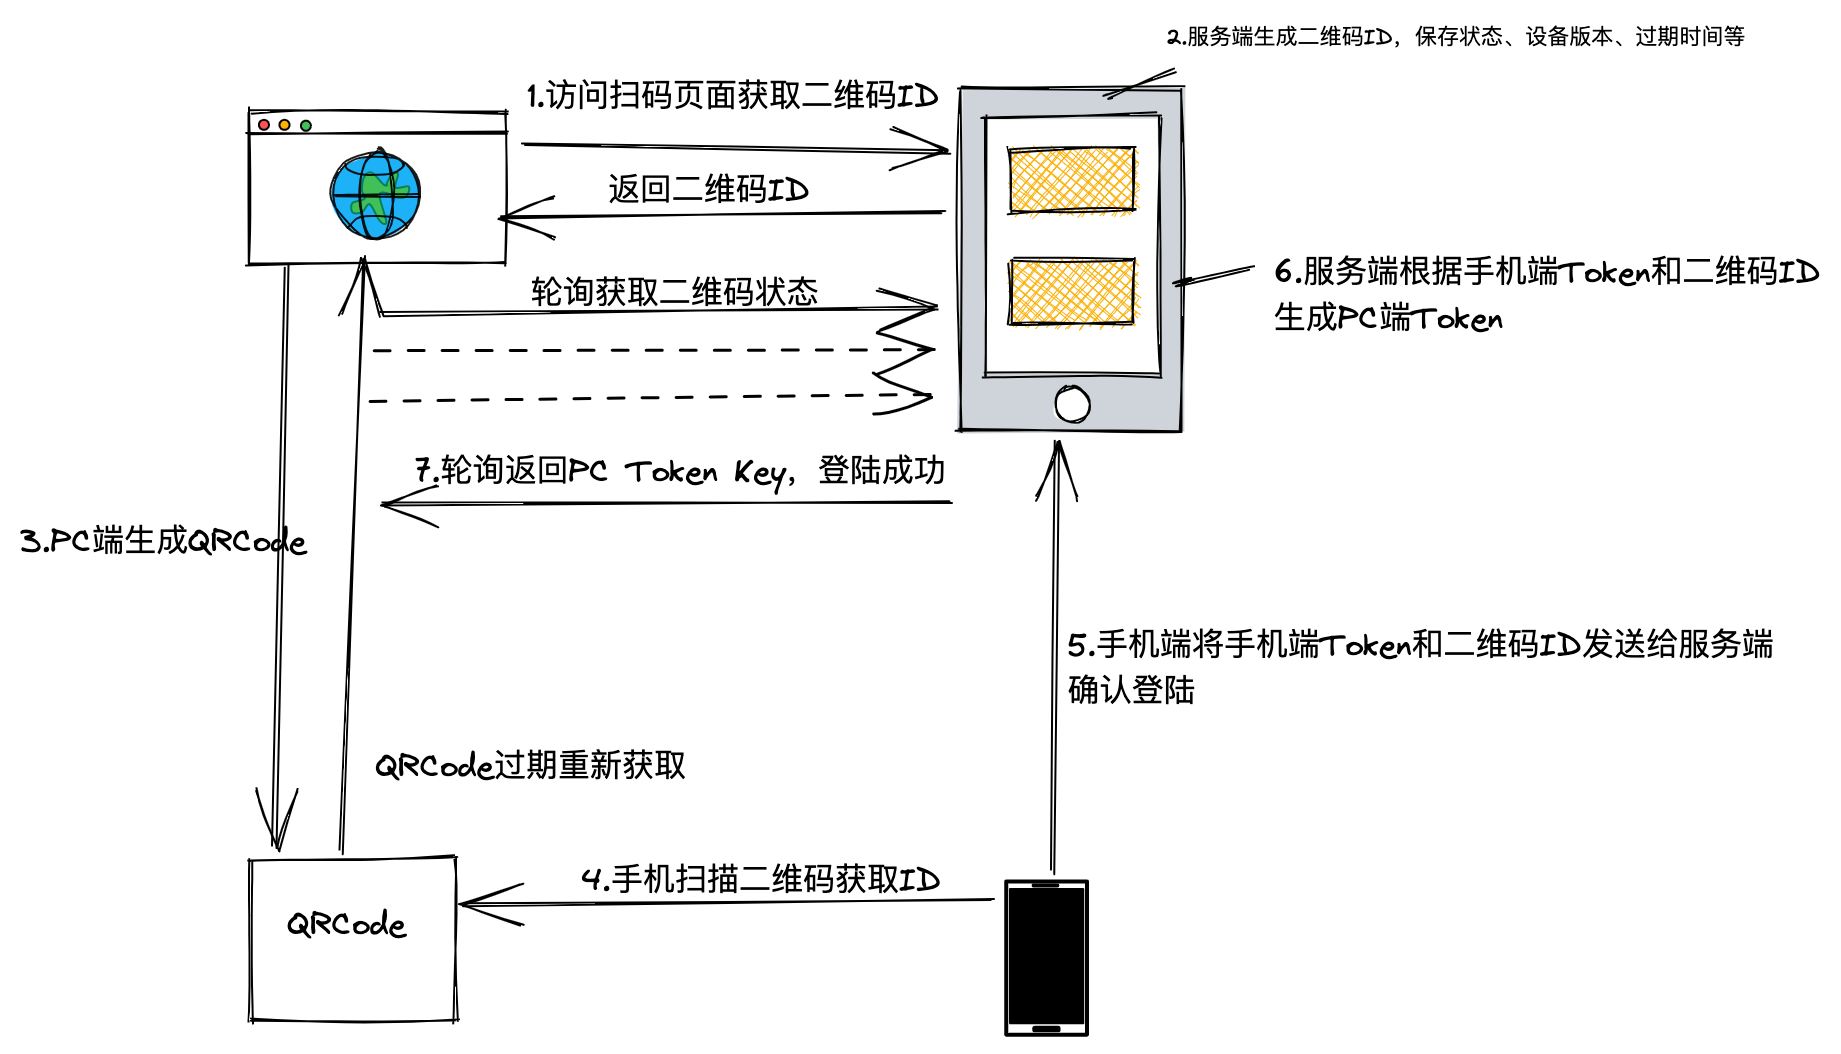 2.服务端生成二维码ID，保存状态、设备版本、过期时间等
1.访问扫码页面获取二维码ID
返回二维码ID
轮询获取二维码状态
6.服务端根据手机端Token和二维码ID
生成PC端Token
7.轮询返回PC Token Key，登陆成功
3.PC端生成QRCode
5.手机端将手机端Token和二维码ID发送给服务端
确认登陆
QRCode过期重新获取
4.手机扫描二维码获取ID
QRCode